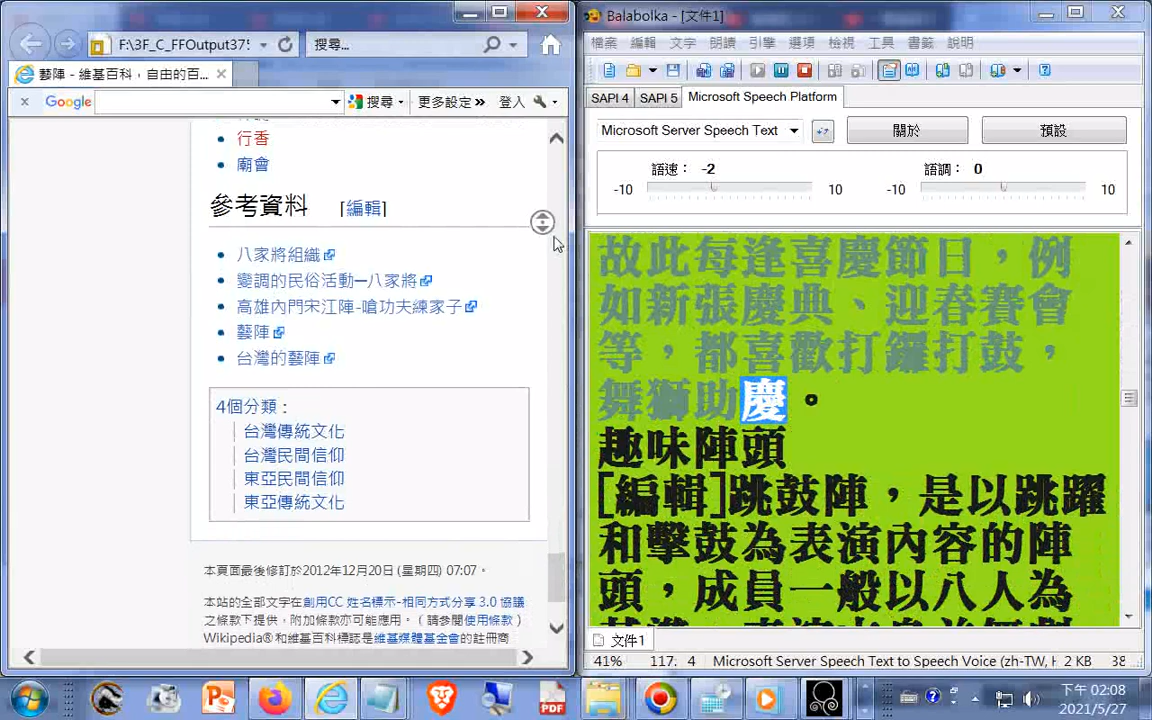 F:\3F_C_FFOutput375
搜尋...
藝陣 - 維基百科，自由的百...
Google
搜尋
更多設定 »
登入
行香
廟會
參考資料 [編輯]
八家將組織
變調的民俗活動─八家將
高雄內門宋江陣-嗆功夫練家子
藝陣
台灣的藝陣
4個分類：
台灣傳統文化
台灣民間信仰
東亞民間信仰
東亞傳統文化
本頁面最後修訂於2012年12月20日 (星期四) 07:07。
本站的全部文字在創用CC 姓名標示-相同方式分享 3.0 協議
之條款下提供，附加條款亦可能應用。（請參閱使用條款）
Wikipedia®和維基百科標誌是維基媒體基金會的註冊商
Balabolka - [文件1]
檔案 編輯 文字 朗讀 引擎 選項 檢視 工具 書籤 說明
SAPI 4 SAPI 5 Microsoft Speech Platform
Microsoft Server Speech Text
關於
預設
語速： -2
語調： 0
-10 10 -10 10
故此每逢喜慶節日，例
如新張慶典、迎春賽會
等，都喜歡打鑼打鼓，
舞獅助慶。
趣味陣頭
[編輯]跳鼓陣，是以跳躍
和擊鼓為表演內容的陣
頭，成員一般以八人為
文件1
41% 117. 4 Microsoft Server Speech Text to Speech Voice (zh-TW, H 2 KB 38
下午 02:08
2021/5/27